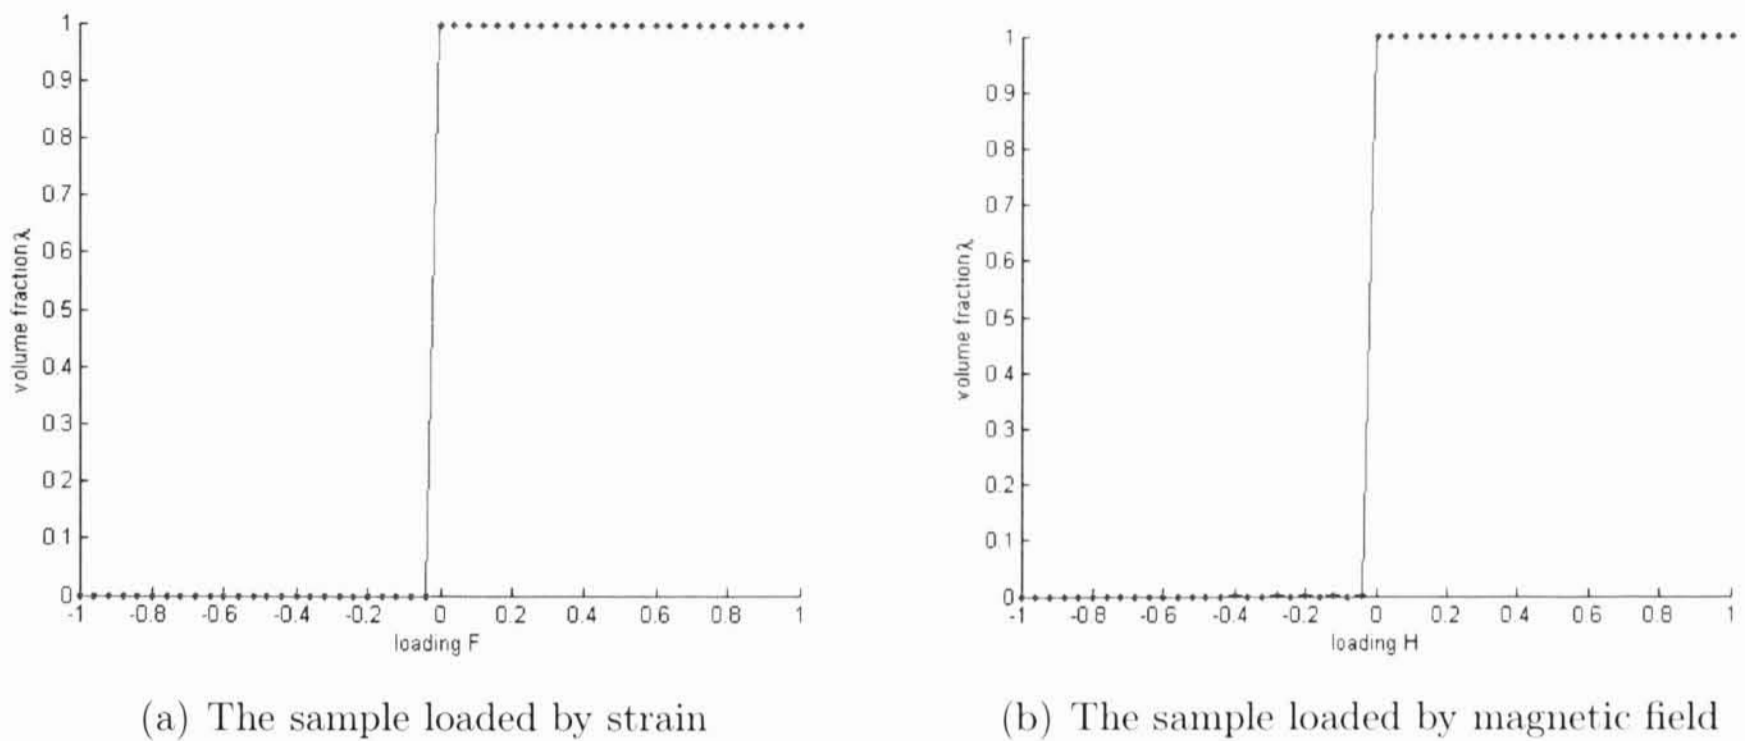 1
0.9
0.8
0.7
0.6
0.5
0.4
0.3
0.2
0.1
0
volume fraction λ
-1 -0.8 -0.6 -0.4 -0.2 0 0.2 0.4 0.6 0.8 1
loading F
(a) The sample loaded by strain
1
0.9
0.8
0.7
0.6
0.5
0.4
0.3
0.2
0.1
0
volume fraction λ
-1 -0.8 -0.6 -0.4 -0.2 0 0.2 0.4 0.6 0.8 1
loading H
(b) The sample loaded by magnetic field